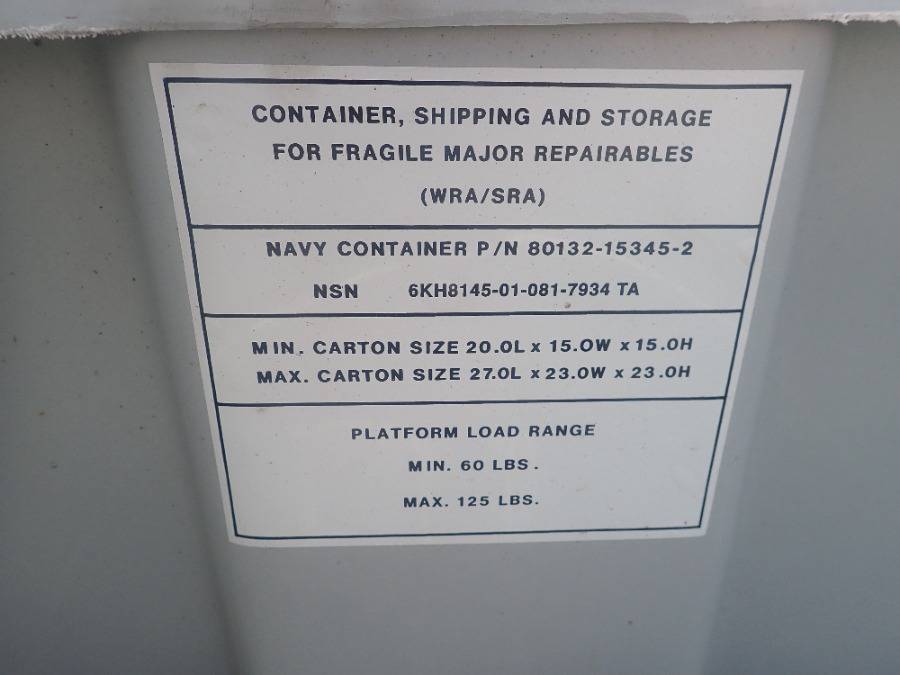 CONTAINER, SHIPPING AND STORAGE
FOR FRAGILE MAJOR REPAIRABLES
(WRA/SRA)
NAVY CONTAINER P/N 80132-15345-2
NSN 6KH8145-01-081-7934 TA
MIN. CARTON SIZE 20.0L x 15.0W x 15.0H
MAX. CARTON SIZE 27.0L x 23.0W x 23.0H
PLATFORM LOAD RANGE
MIN. 60 LBS.
MAX. 125 LBS.